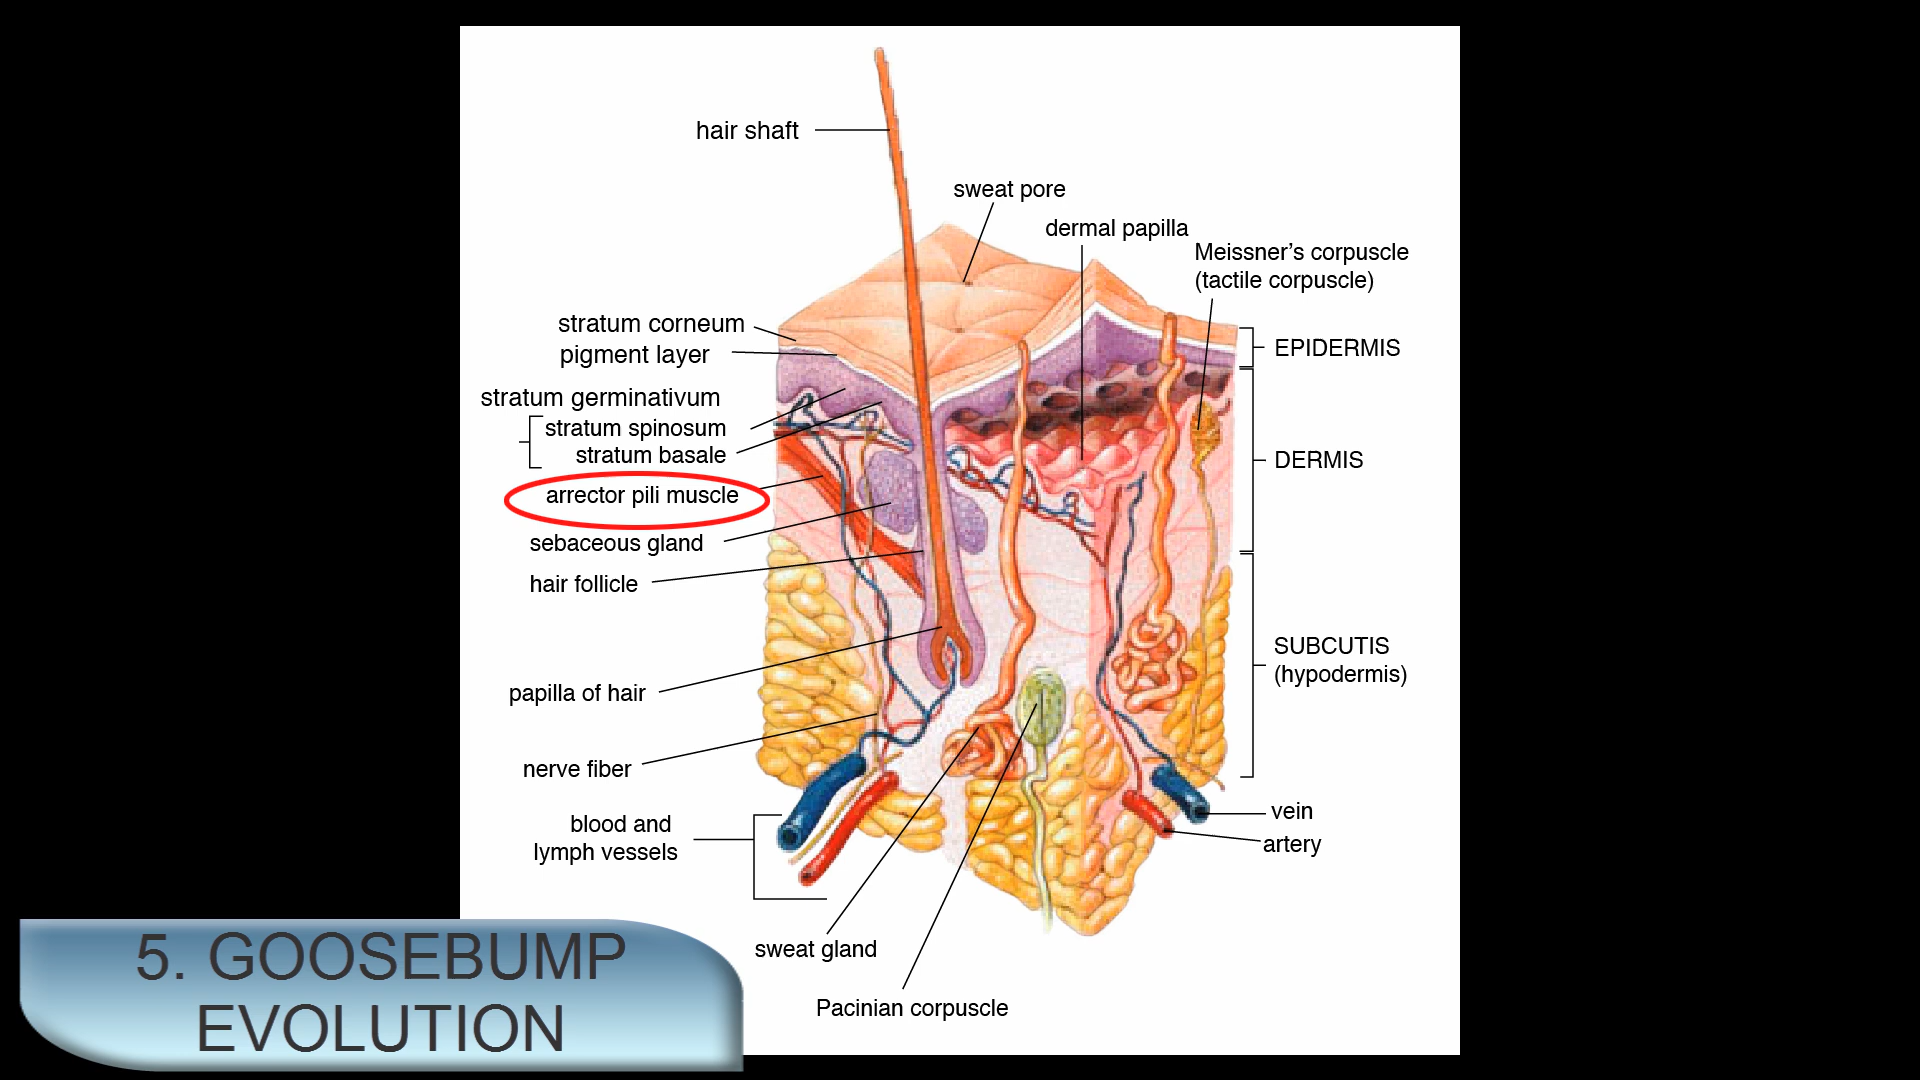 hair shaft
sweat pore
dermal papilla
Meissner’s corpuscle
(tactile corpuscle)
stratum corneum
pigment layer
stratum germinativum
stratum spinosum
stratum basale
arrector pili muscle
sebaceous gland
hair follicle
papilla of hair
nerve fiber
blood and
lymph vessels
sweat gland
Pacinian corpuscle
EPIDERMIS
DERMIS
SUBCUTIS
(hypodermis)
vein
artery
5. GOOSEBUMP
EVOLUTION